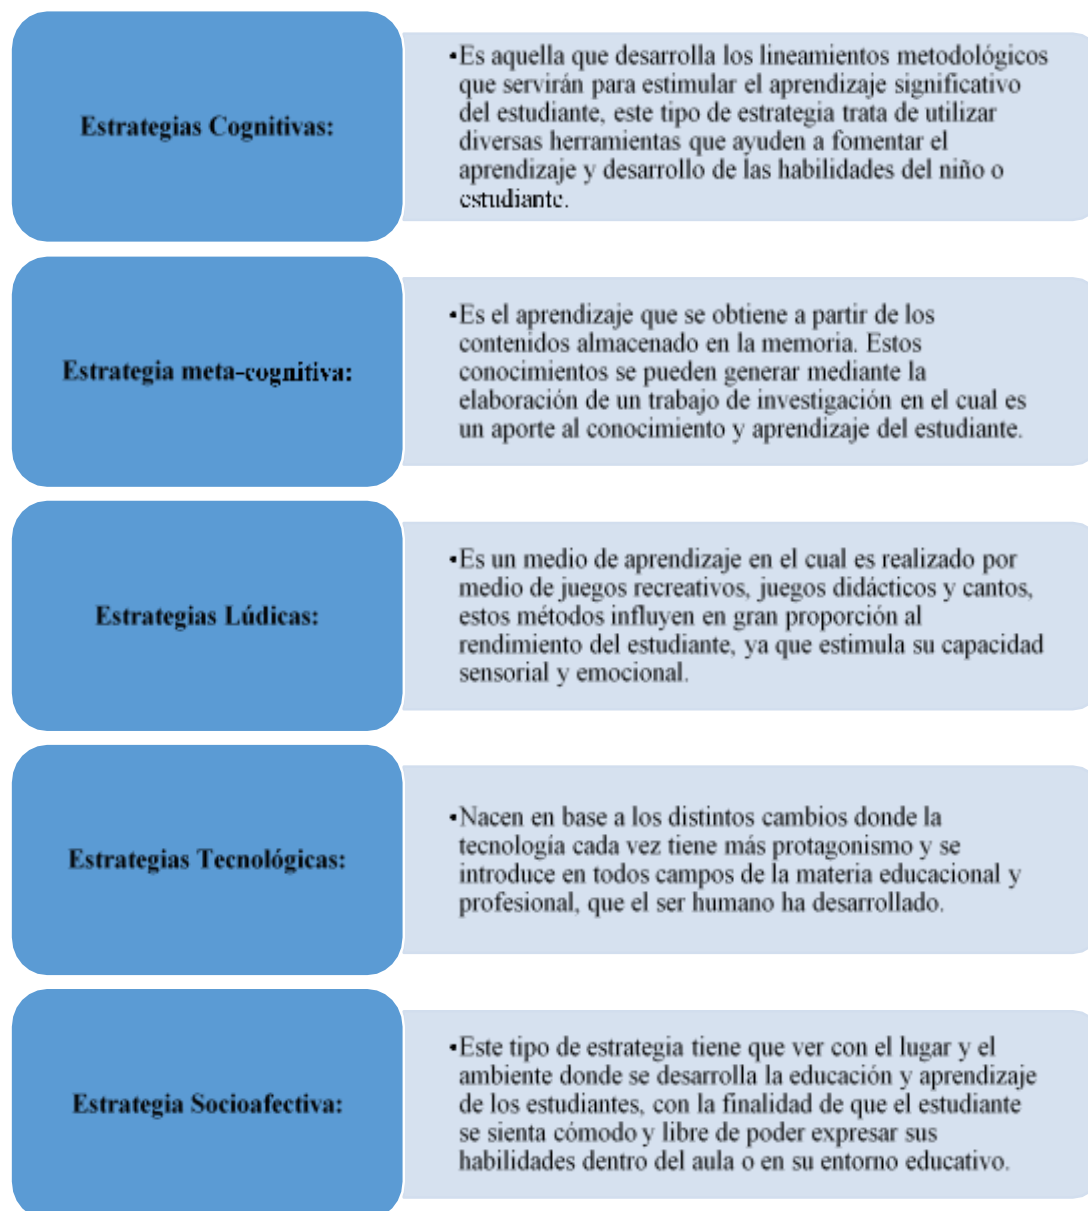 Estrategias Cognitivas:
•Es aquella que desarrolla los lineamientos metodológicos
que servirán para estimular el aprendizaje significativo
del estudiante, este tipo de estrategia trata de utilizar
diversas herramientas que ayuden a fomentar el
aprendizaje y desarrollo de las habilidades del niño o
estudiante.
Estrategia meta-cognitiva:
•Es el aprendizaje que se obtiene a partir de los
contenidos almacenado en la memoria. Estos
conocimientos se pueden generar mediante la
elaboración de un trabajo de investigación en el cual es
un aporte al conocimiento y aprendizaje del estudiante.
Estrategias Lúdicas:
•Es un medio de aprendizaje en el cual es realizado por
medio de juegos recreativos, juegos didácticos y cantos,
estos métodos influyen en gran proporción al
rendimiento del estudiante, ya que estimula su capacidad
sensorial y emocional.
Estrategias Tecnológicas:
•Nacen en base a los distintos cambios donde la
tecnología cada vez tiene más protagonismo y se
introduce en todos campos de la materia educacional y
profesional, que el ser humano ha desarrollado.
Estrategia Socioafectiva:
•Este tipo de estrategia tiene que ver con el lugar y el
ambiente donde se desarrolla la educación y aprendizaje
de los estudiantes, con la finalidad de que el estudiante
se sienta cómodo y libre de poder expresar sus
habilidades dentro del aula o en su entorno educativo.